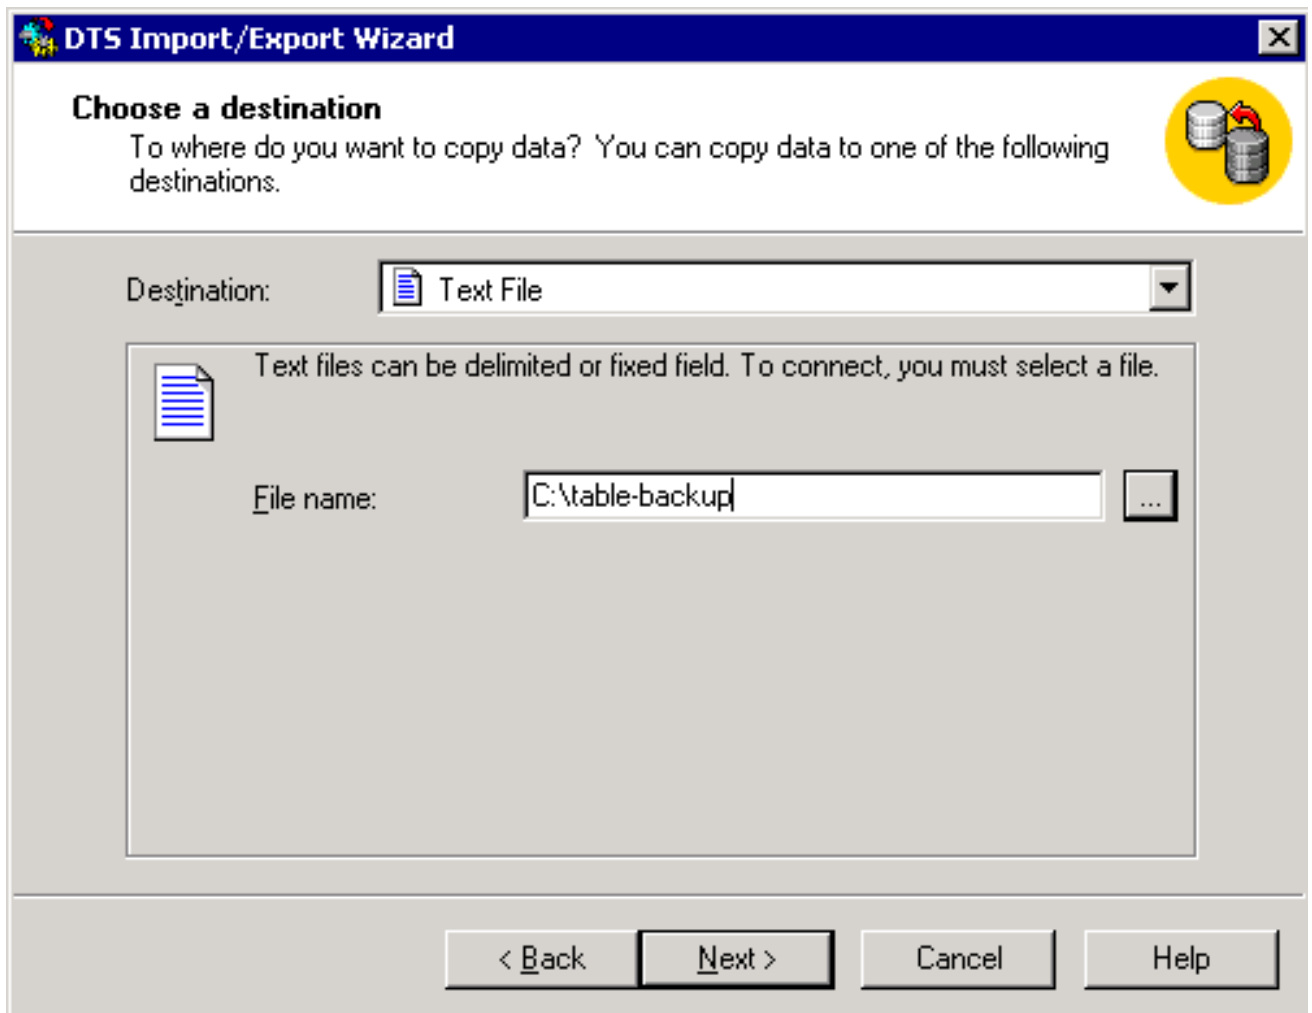 DTS Import/Export Wizard
Choose a destination
To where do you want to copy data? You can copy data to one of the following
destinations.
Destination:
Text File
Text files can be delimited or fixed field. To connect, you must select a file.
File name:
C:\table-backup
...
< Back
Next >
Cancel
Help